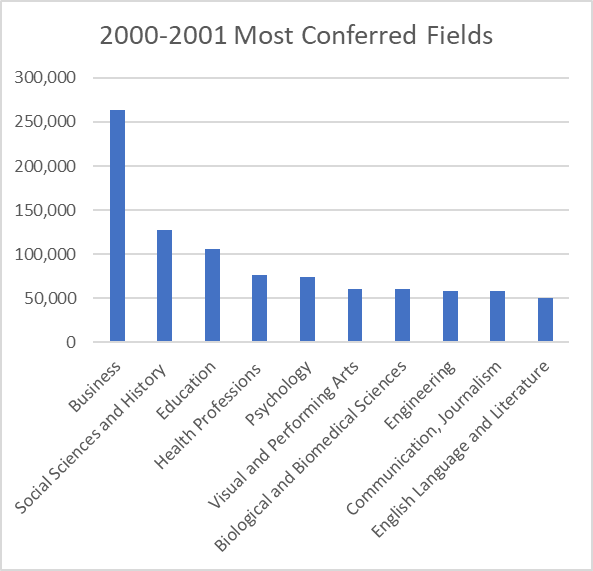 2000-2001 Most Conferred Fields
300,000
250,000
200,000
150,000
100,000
50,000
0
Business
Social Sciences and History
Education
Health Professions
Psychology
Visual and Performing Arts
Biological and Biomedical Sciences
Engineering
Communication, Journalism
English Language and Literature